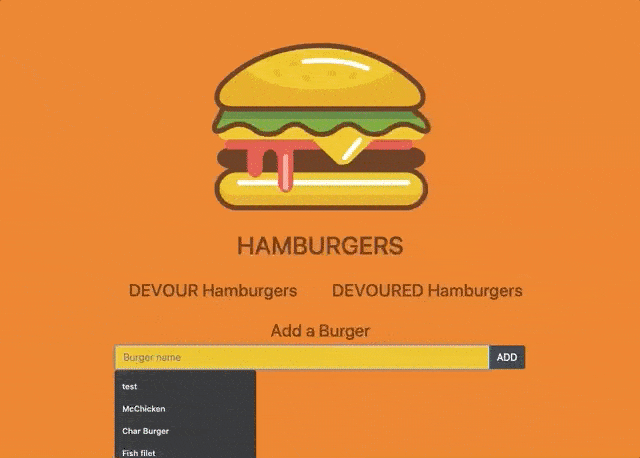 HAMBURGERS
DEVOUR Hamburgers DEVOURED Hamburgers
Add a Burger
Burger name ADD
test
McChicken
Char Burger
Fish filet